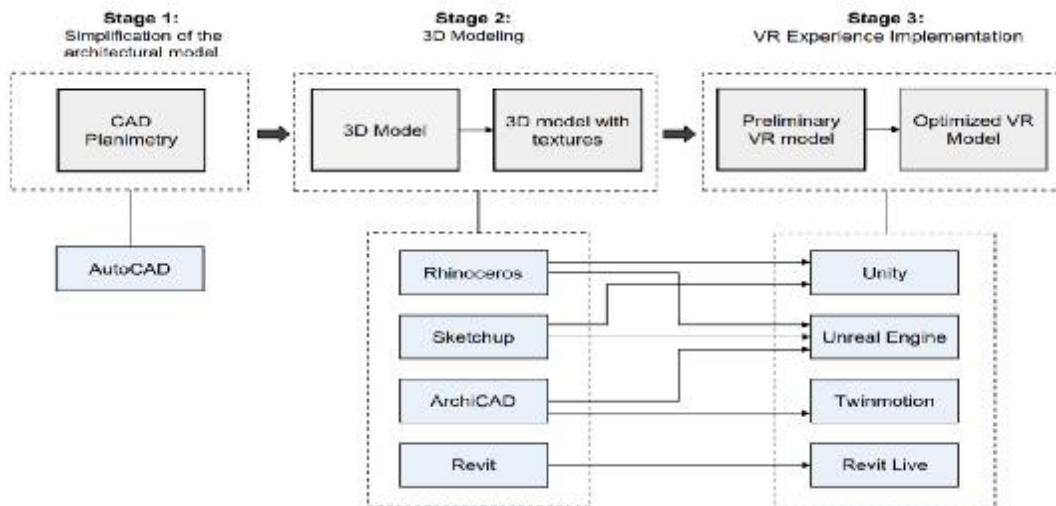 Stage 1:
Simplification of the
architectural model
Stage 2:
3D Modeling
Stage 3:
VR Experience Implementation
CAD
Planimetry
3D Model
3D model with
textures
Preliminary
VR model
Optimized VR
Model
AutoCAD
Rhinoceros
Unity
Sketchup
Unreal Engine
ArchiCAD
Twinmotion
Revit
Revit Live